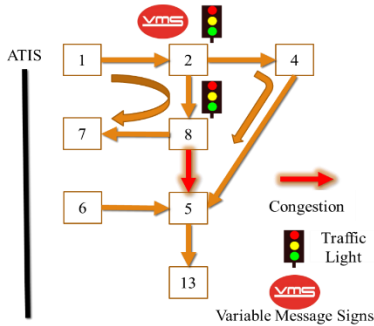 vms
ATIS
1
2
4
7
8
6
5
Congestion
13
Traffic
Light
vms
Variable Message Signs